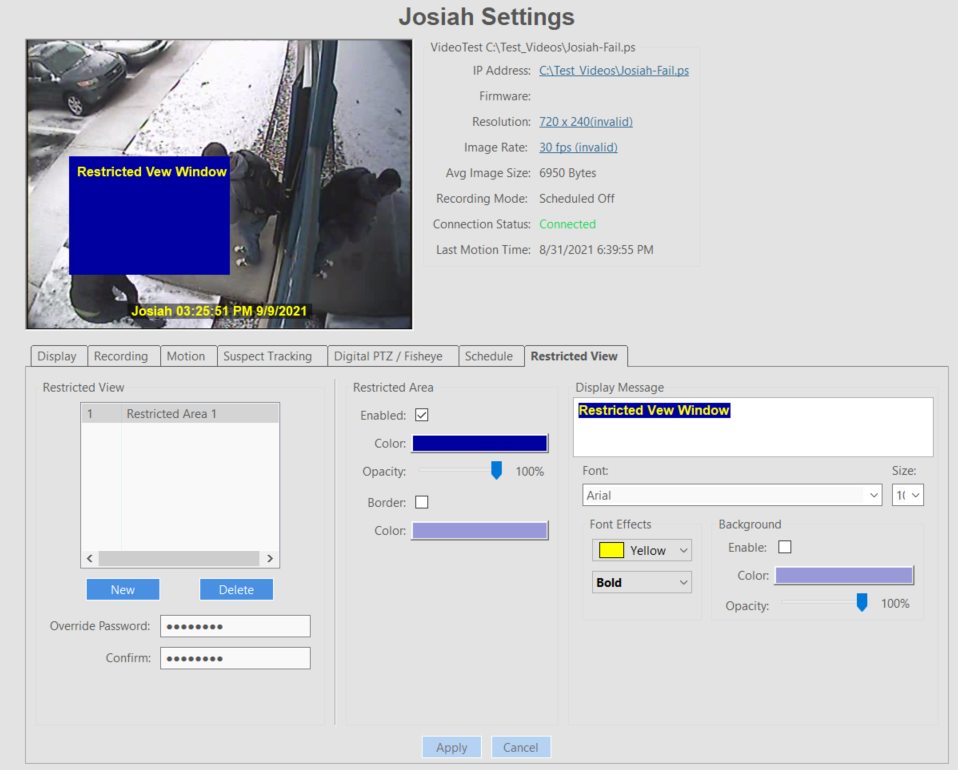 Josiah Settings
Restricted Vew Window
Josiah 03:25:51 PM 9/9/2021
VideoTest C:\Test_Videos\Josiah-Fail.ps
IP Address: C:\Test_Videos\Josiah-Fail.ps
Firmware:
Resolution: 720 x 240(invalid)
Image Rate: 30 fps (invalid)
Avg Image Size: 6950 Bytes
Recording Mode: Scheduled Off
Connection Status: Connected
Last Motion Time: 8/31/2021 6:39:55 PM
Display Recording Motion Suspect Tracking Digital PTZ / Fisheye Schedule Restricted View
Restricted View
1 Restricted Area 1
New Delete
Override Password: ●●●●●●●●
Confirm: ●●●●●●●●
Restricted Area
Enabled:
Color:
Opacity: 100%
Border:
Color:
Display Message
Restricted Vew Window
Font: Size:
Arial
Font Effects
Yellow
Bold
Background
Enable:
Color:
Opacity: 100%
Apply Cancel